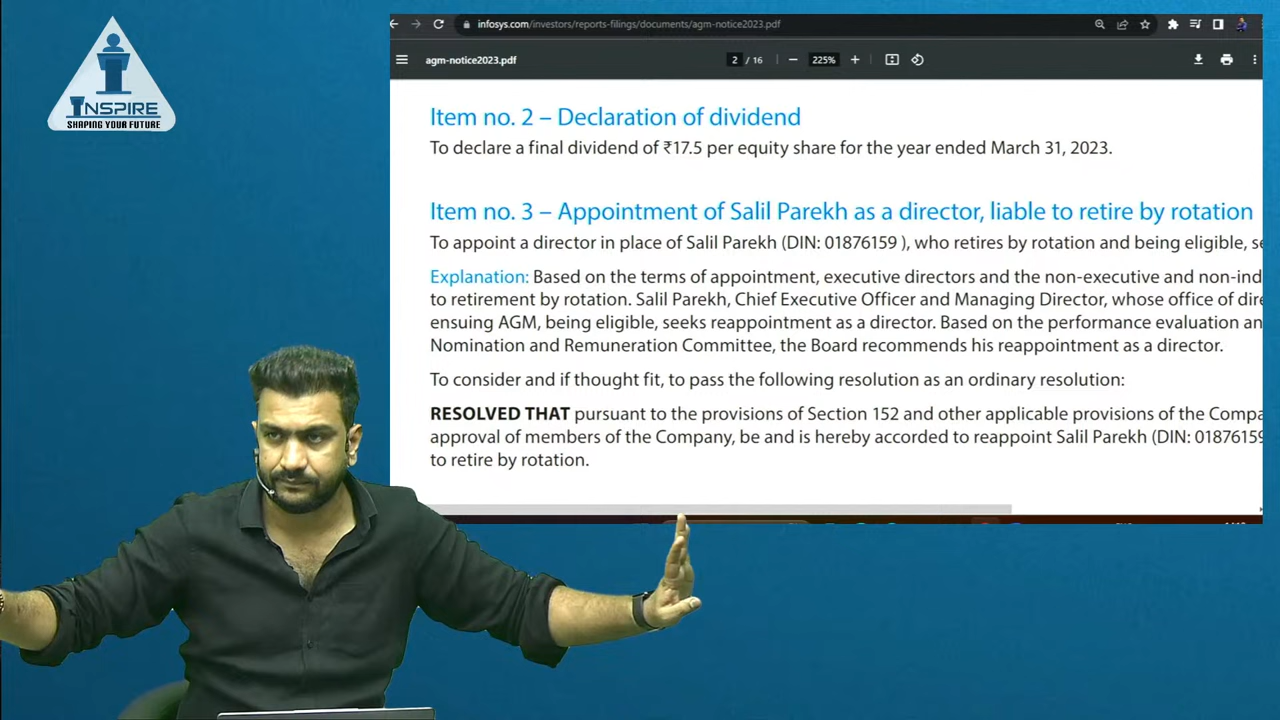 INSPIRE
SHAPING YOUR FUTURE
infosys.com/investors/reports-filings/documents/agm-notice2023.pdf
agm-notice2023.pdf
2 / 16
225%
Item no. 2 – Declaration of dividend
To declare a final dividend of ₹17.5 per equity share for the year ended March 31, 2023.
Item no. 3 – Appointment of Salil Parekh as a director, liable to retire by rotation
To appoint a director in place of Salil Parekh (DIN: 01876159 ), who retires by rotation and being eligible, se
Explanation: Based on the terms of appointment, executive directors and the non-executive and non-ind
to retirement by rotation. Salil Parekh, Chief Executive Officer and Managing Director, whose office of dire
ensuing AGM, being eligible, seeks reappointment as a director. Based on the performance evaluation an
Nomination and Remuneration Committee, the Board recommends his reappointment as a director.
To consider and if thought fit, to pass the following resolution as an ordinary resolution:
RESOLVED THAT pursuant to the provisions of Section 152 and other applicable provisions of the Compa
approval of members of the Company, be and is hereby accorded to reappoint Salil Parekh (DIN: 01876159
to retire by rotation.